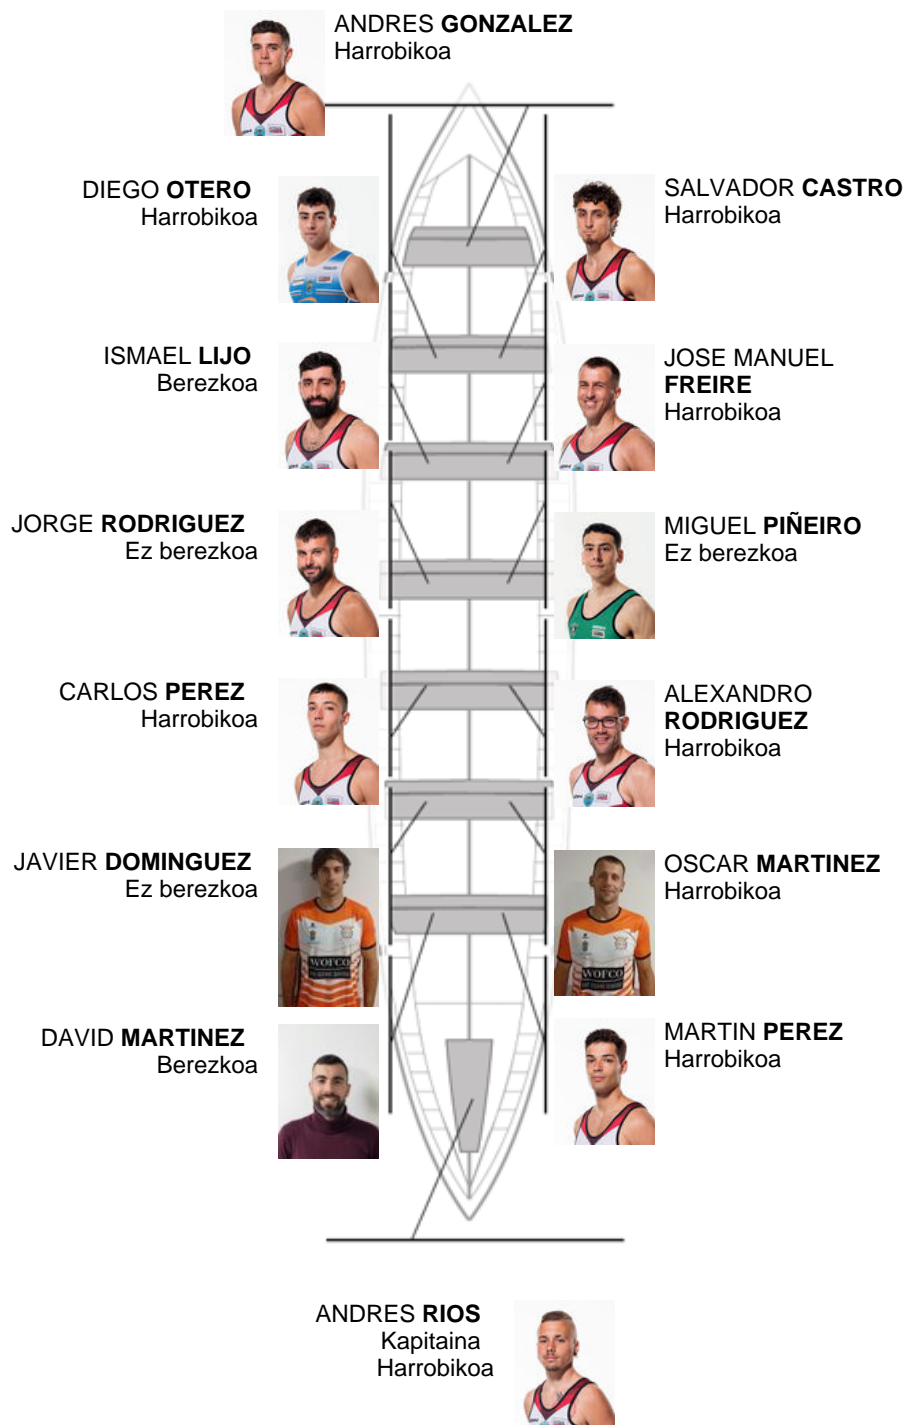 ANDRES GONZALEZ
Harrobikoa
DIEGO OTERO
Harrobikoa
SALVADOR CASTRO
Harrobikoa
ISMAEL LIJO
Berezkoa
JOSE MANUEL
FREIRE
Harrobikoa
JORGE RODRIGUEZ
Ez berezkoa
MIGUEL PIÑEIRO
Ez berezkoa
CARLOS PEREZ
Harrobikoa
ALEXANDRO
RODRIGUEZ
Harrobikoa
JAVIER DOMINGUEZ
Ez berezkoa
WOFCO
OSCAR MARTINEZ
Harrobikoa
WOFCO
DAVID MARTINEZ
Berezkoa
MARTIN PEREZ
Harrobikoa
ANDRES RIOS
Kapitaina
Harrobikoa